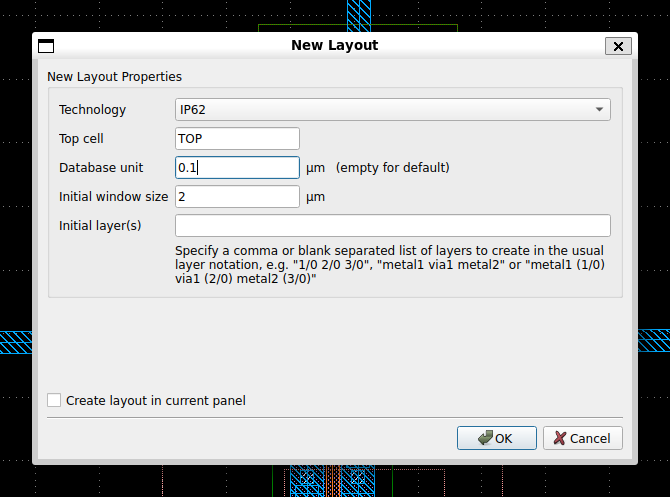 New Layout
New Layout Properties
Technology IP62
Top cell TOP
Database unit 0.1 μm (empty for default)
Initial window size 2 μm
Initial layer(s)
Specify a comma or blank separated list of layers to create in the usual
layer notation, e.g. "1/0 2/0 3/0", "metal1 via1 metal2" or "metal1 (1/0)
via1 (2/0) metal2 (3/0)"
Create layout in current panel
OK Cancel